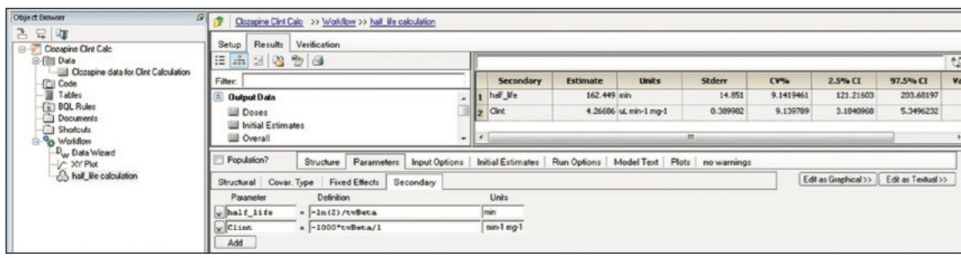 Object Browser
Clozapine Clint Calc
Data
Clozapine data for Clint Calculation
Code
Tables
BQL Rules
Documents
Shortcuts
Workflow
Data Wizard
XY Plot
half_life calculation
Clozapine Clint Calc >> Workflow >> half_life calculation
Setup Results Verification
Filter:
Output Data
Doses
Initial Estimates
Overall
Secondary Estimate Units Stderr CV% 2.5% CI 97.5% CI
1 half_life 162.449 min 14.851 9.1419461 121.21603 203.68197
2 Clint 4.26686 uL min-1 mg-1 0.389982 9.139789 3.1840968 5.3496232
Population? Structure Parameters Input Options Initial Estimates Run Options Model Text Plots no warnings
Structural Covar. Type Fixed Effects Secondary Edit as Graphical >> Edit as Textual >>
Parameter Definition Units
half_life = -ln(2)/tvBeta min
Clint = -1000*tvBeta/1 min-1 mg-1
Add